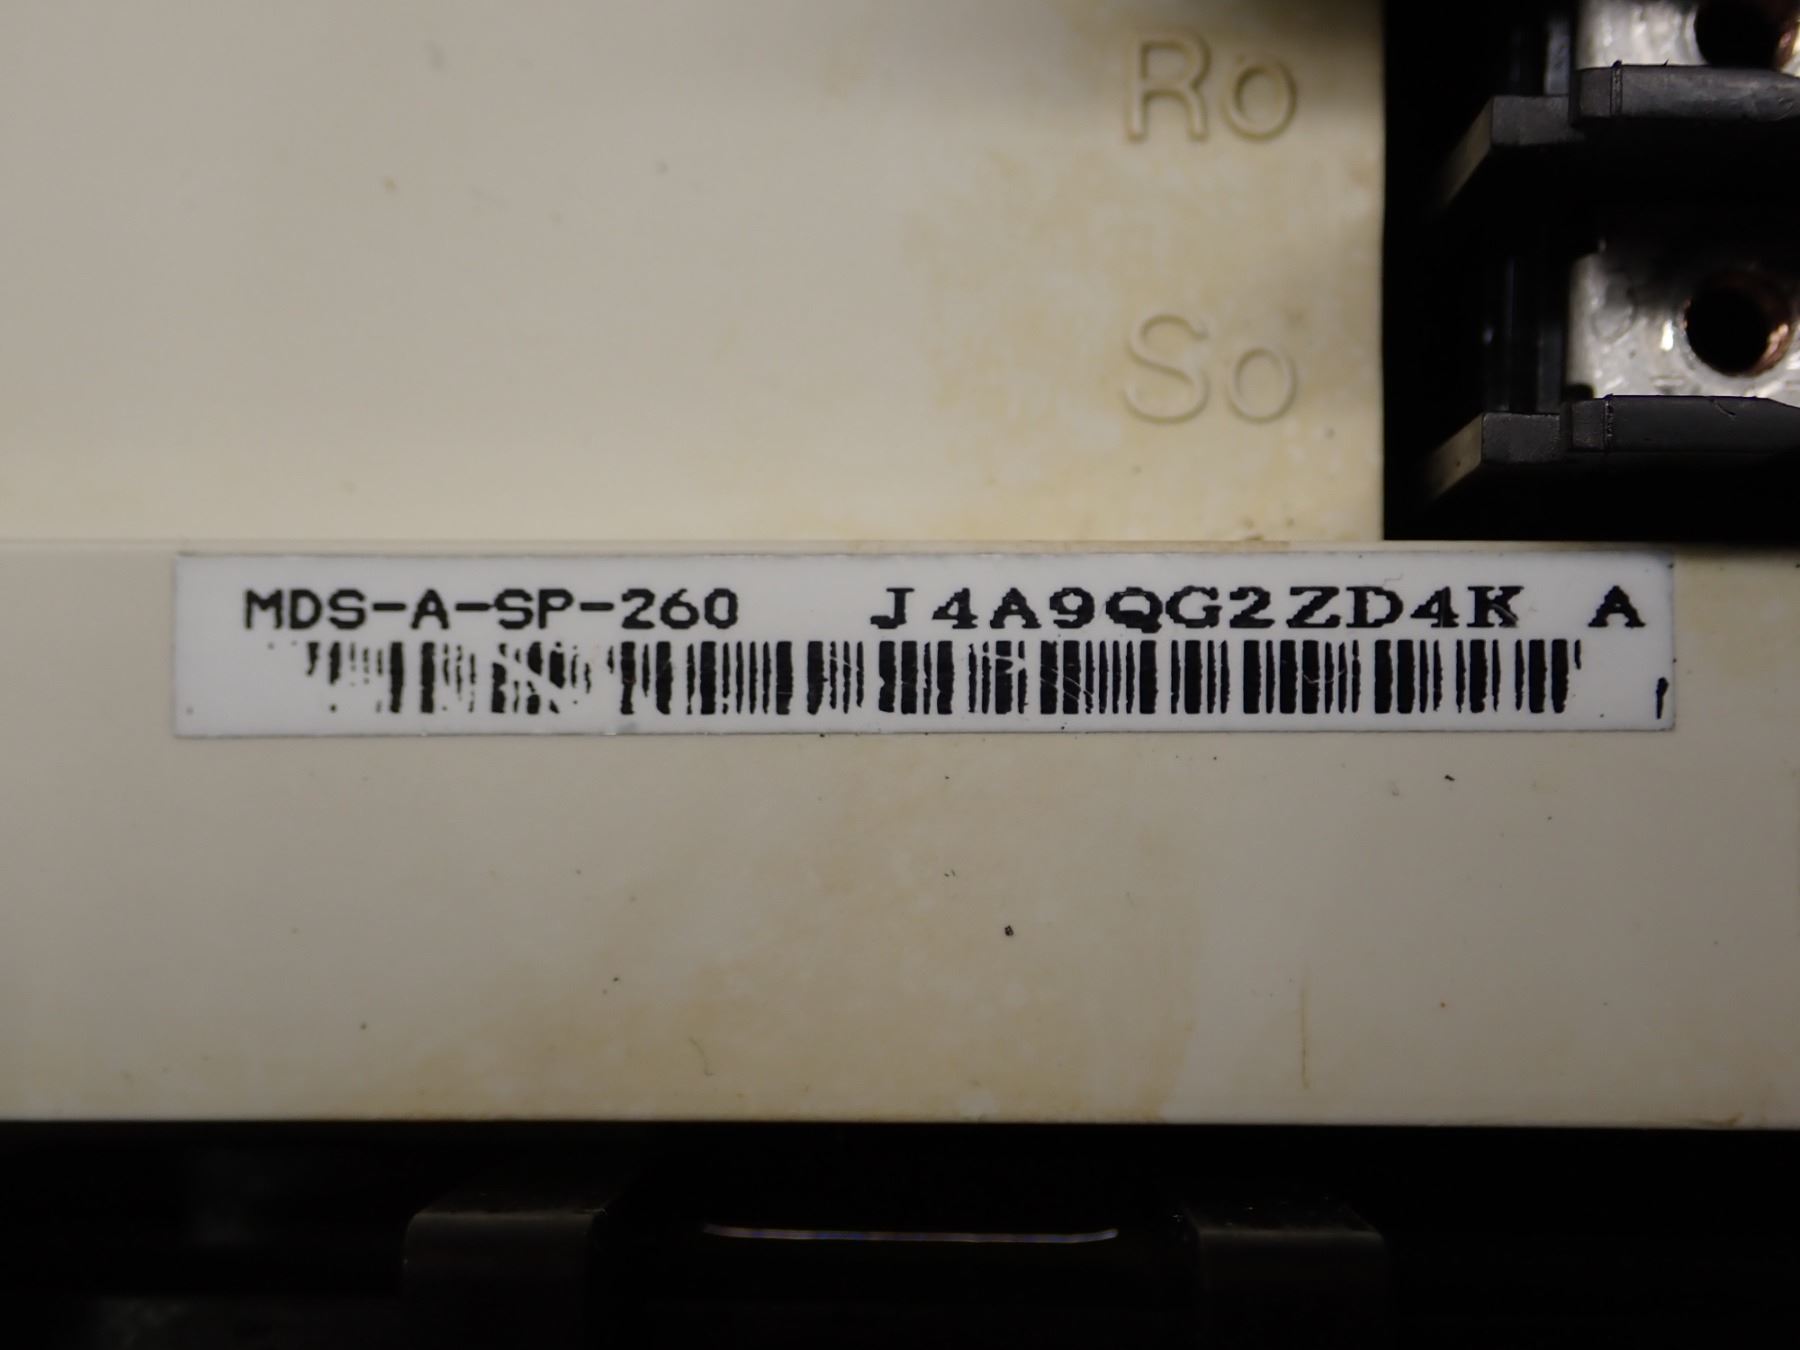 Ro
So
MDS-A-SP-260 J4A9QG2ZD4K A